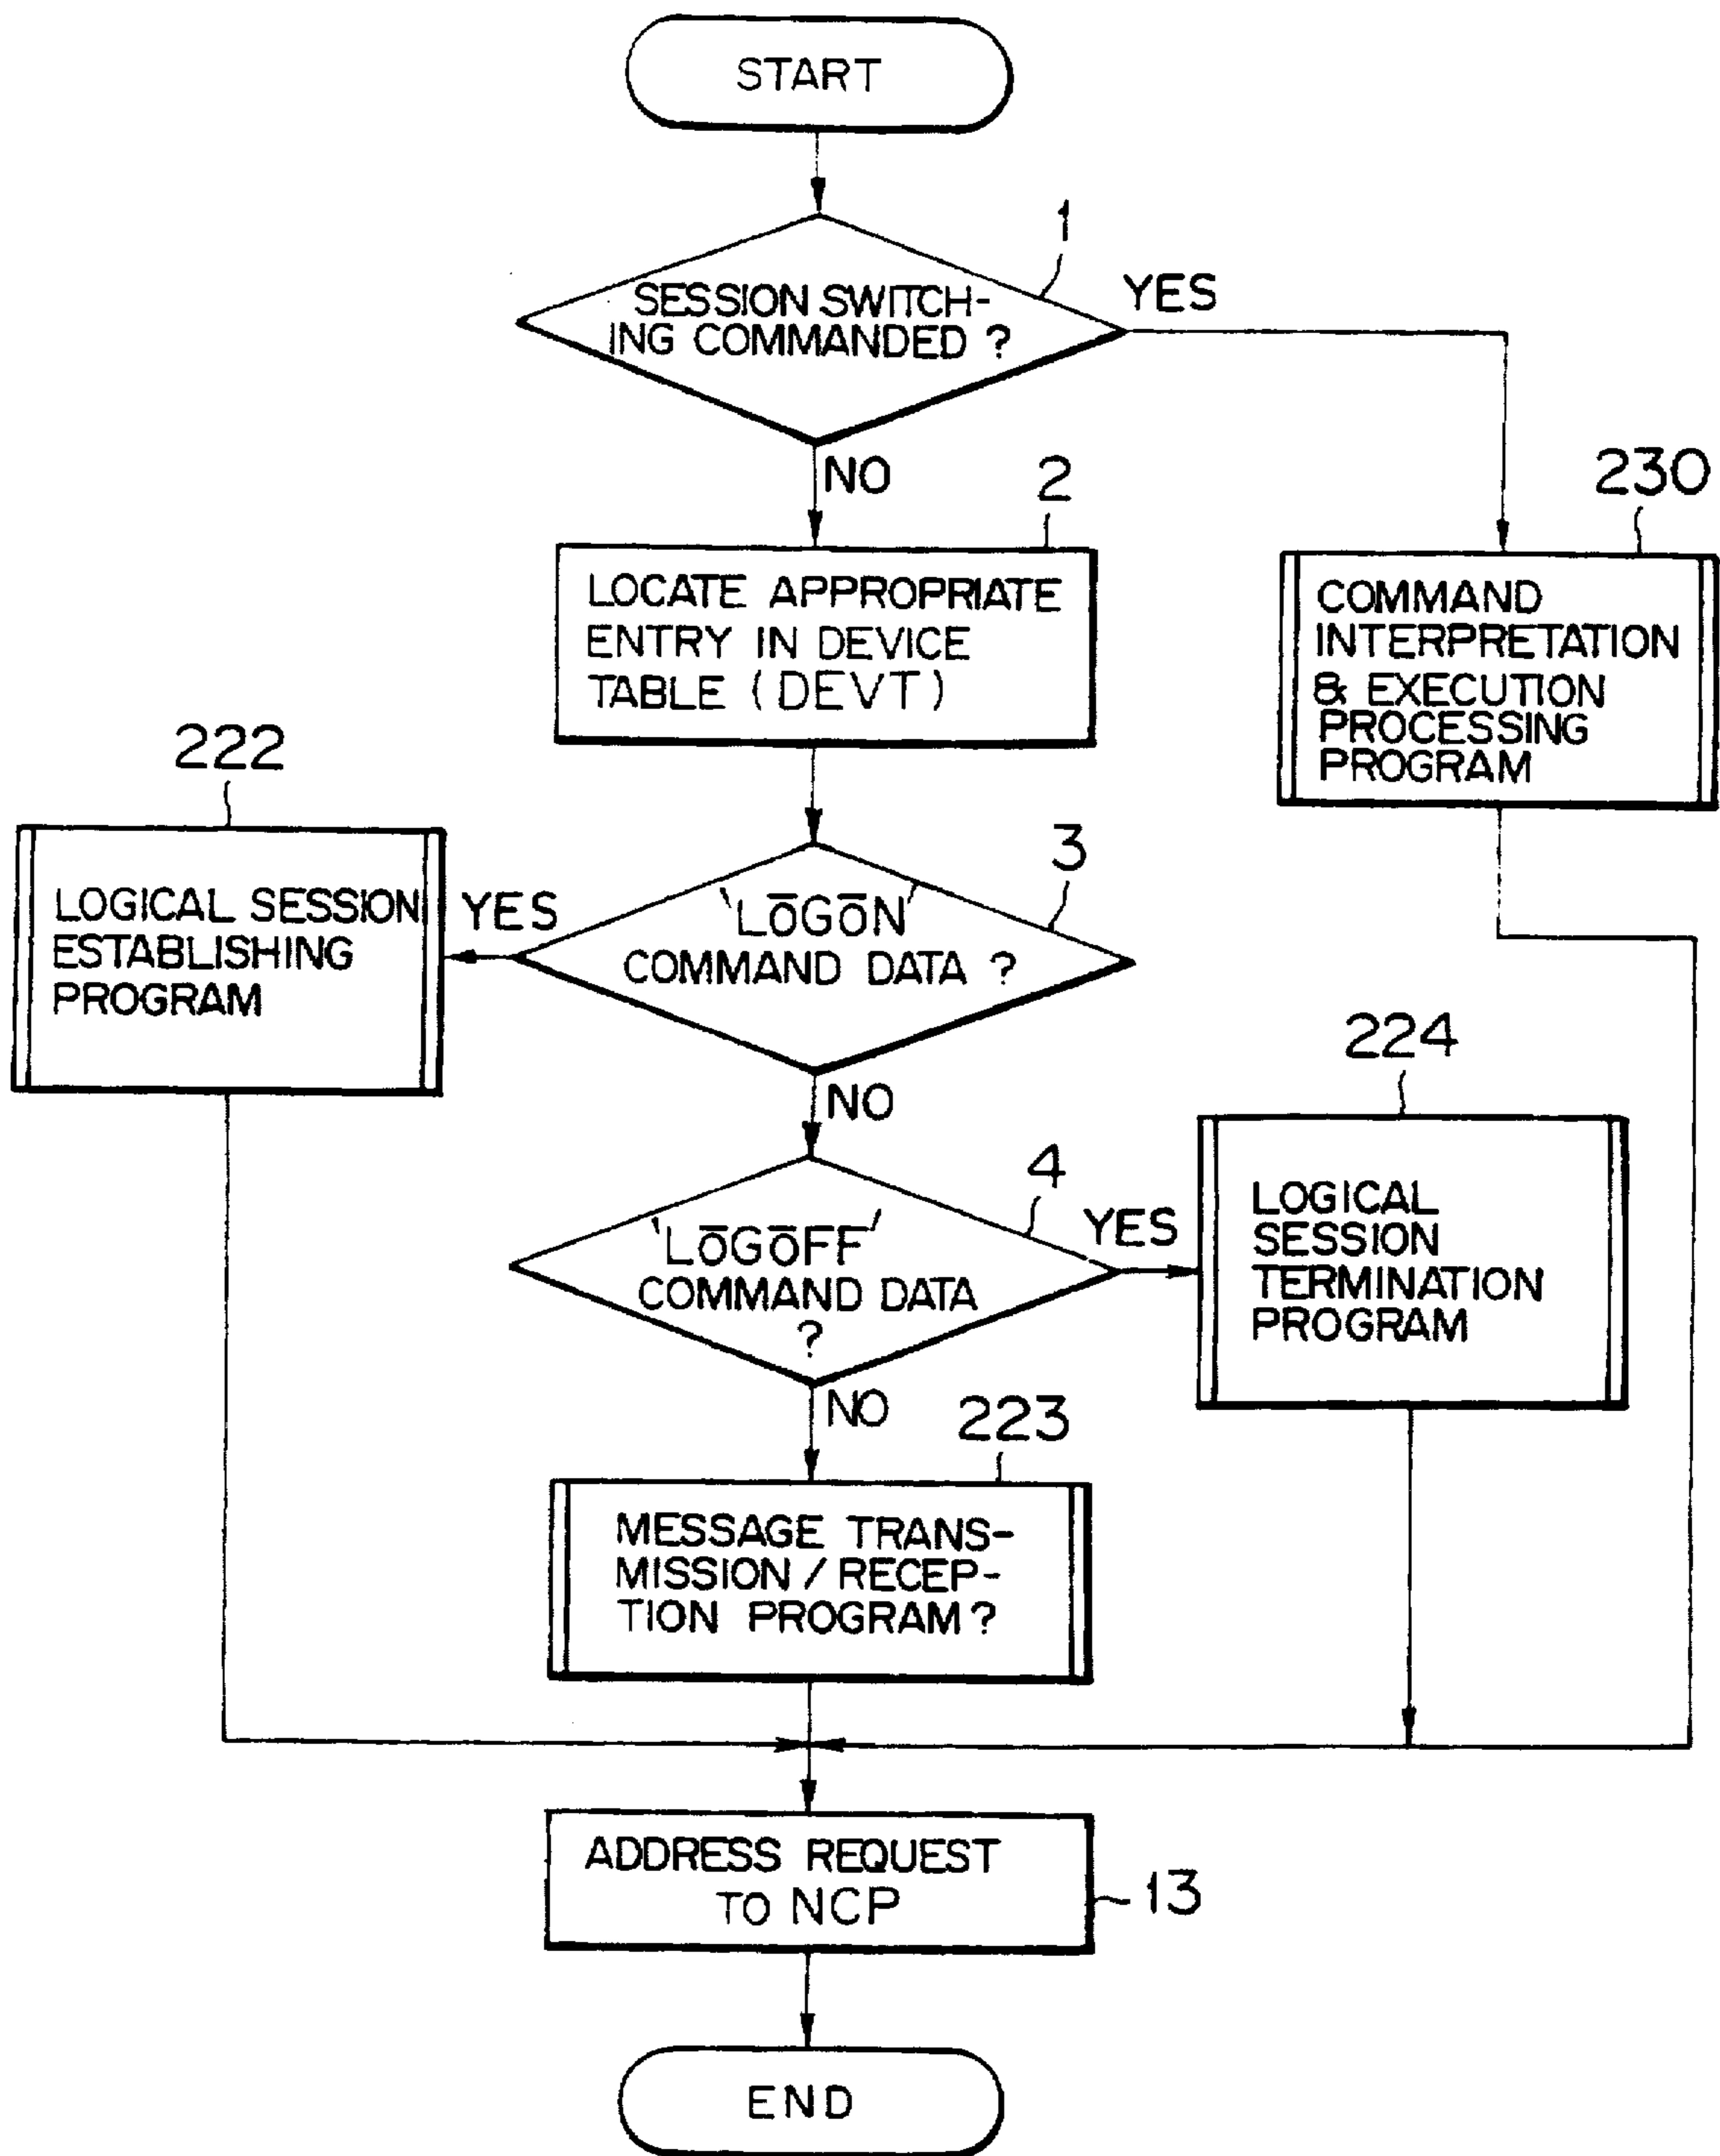 START
1
SESSION SWITCH-
ING COMMANDED ?
YES
NO
2
230
LOCATE APPROPRIATE
ENTRY IN DEVICE
TABLE (DEVT)
COMMAND
INTERPRETATION
& EXECUTION
PROCESSING
PROGRAM
222
3
LOGICAL SESSION
ESTABLISHING
PROGRAM
YES
'LŌGŌN'
COMMAND DATA ?
NO
224
4
'LŌGŌFF'
COMMAND DATA
?
YES
LOGICAL
SESSION
TERMINATION
PROGRAM
NO
223
MESSAGE TRANS-
MISSION / RECEP-
TION PROGRAM ?
ADDRESS REQUEST
TO NCP
13
END